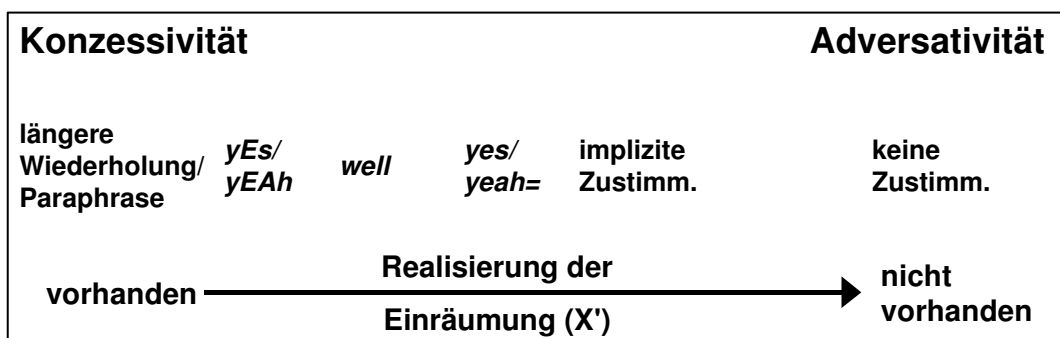 Konzessivität Adversativität
längere
Wiederholung/
Paraphrase
yEs/
yEAh
well
yes/
yeah=
implizite
Zustimm.
keine
Zustimm.
vorhanden
Realisierung der
Einräumung (X')
nicht
vorhanden